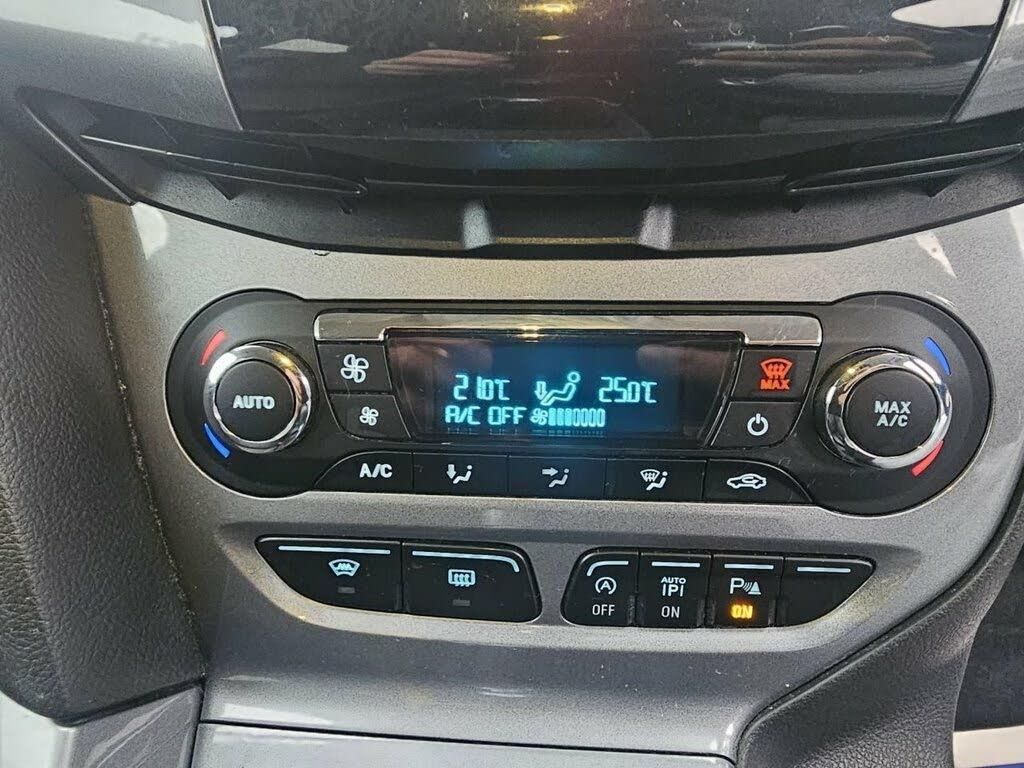 AUTO
21.0°C 25.0°C
A/C OFF
MAX
MAX
A/C
A/C
A OFF
AUTO
P
ON
P
ON